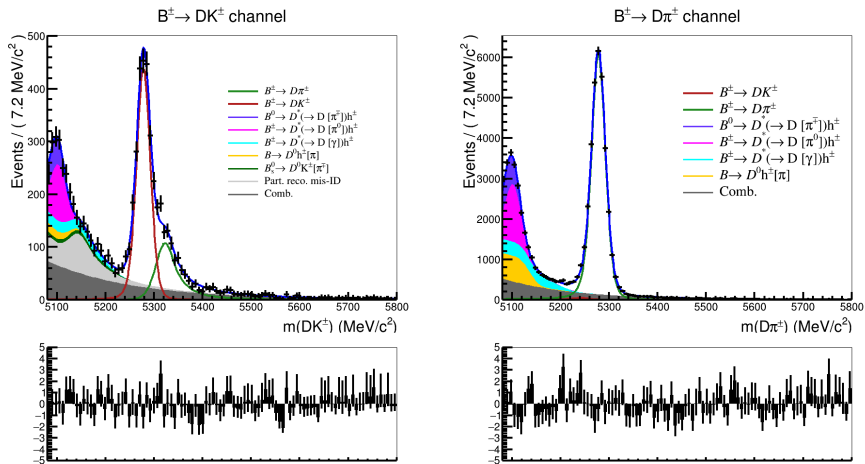 B± → DK± channel
Events / ( 7.2 MeV/c² )
500
400
300
200
100
0
B± → Dπ±
B± → DK±
B⁰ → D*(→ D [π∓])h±
B± → D*(→ D [π⁰])h±
B± → D*(→ D [γ])h±
B → D⁰h±[π]
B⁰ₛ → D⁰K±[π∓]
Part. reco. mis-ID
Comb.
5100 5200 5300 5400 5500 5600 5700 5800
m(DK±) (MeV/c²)
5
4
3
2
1
0
−1
−2
−3
−4
−5
B± → Dπ± channel
Events / ( 7.2 MeV/c² )
6000
5000
4000
3000
2000
1000
0
B± → DK±
B± → Dπ±
B⁰ → D*(→ D [π∓])h±
B± → D*(→ D [π⁰])h±
B± → D*(→ D [γ])h±
B → D⁰h±[π]
Comb.
5100 5200 5300 5400 5500 5600 5700 5800
m(Dπ±) (MeV/c²)
5
4
3
2
1
0
−1
−2
−3
−4
−5